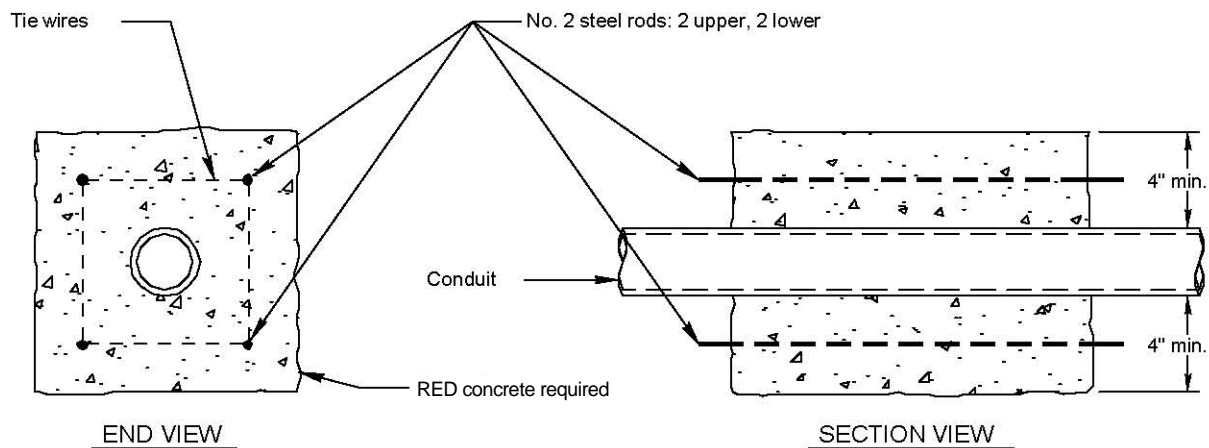 Tie wires
No. 2 steel rods: 2 upper, 2 lower
4" min.
Conduit
4" min.
RED concrete required
END VIEW
SECTION VIEW